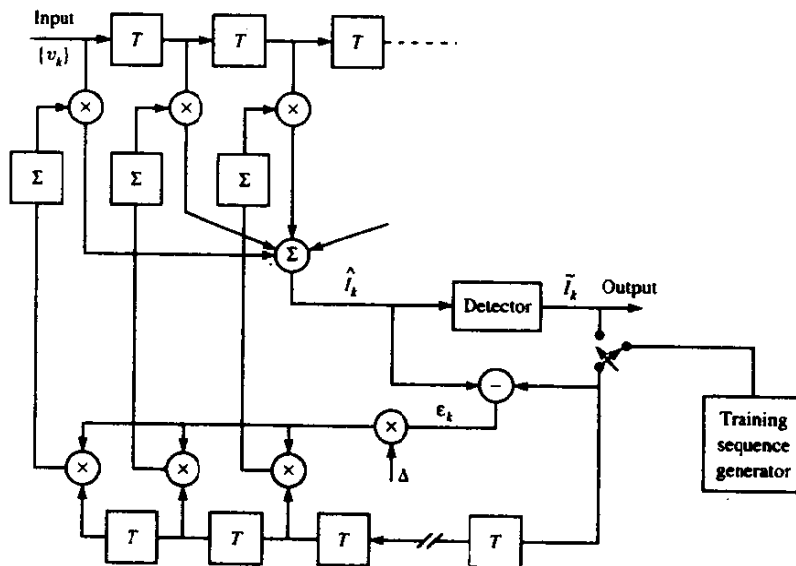 Input
{v_k}
T
T
T
×
×
×
Σ
Σ
Σ
Σ
Î_k
Detector
Ĩ_k
Output
−
ε_k
×
Δ
×
×
×
Training
sequence
generator
T
T
T
T